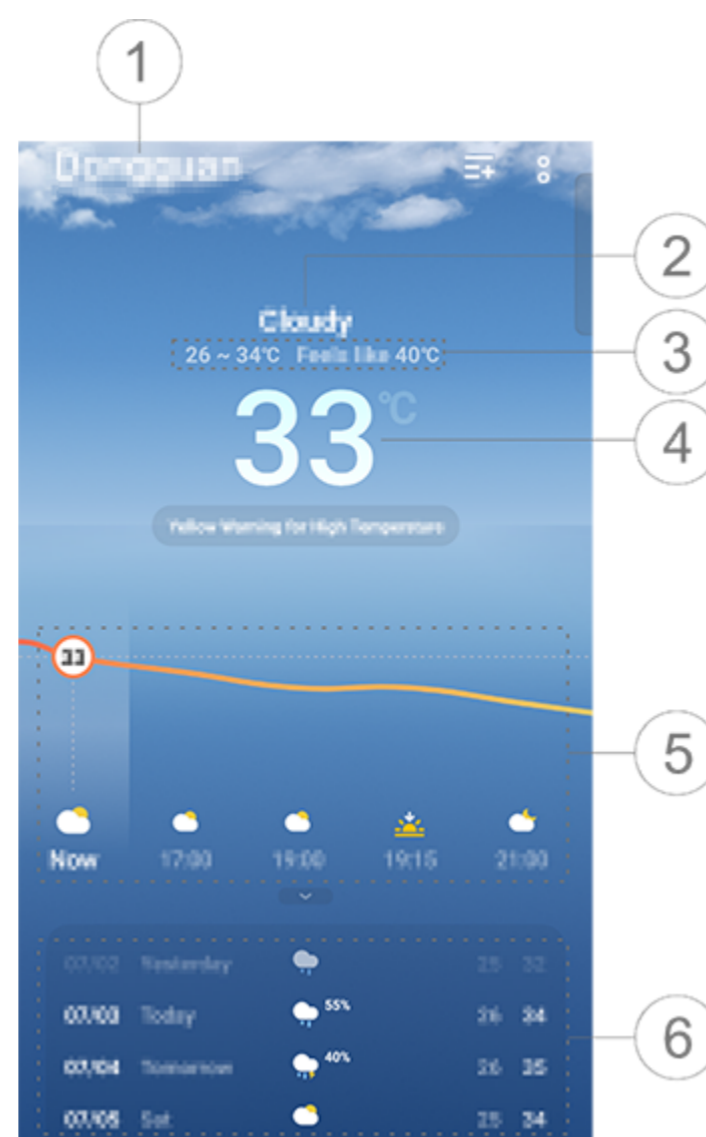 1
Dongguan
2
Cloudy
3
26 ~ 34°C Feels like 40°C
33°C
4
Yellow Warning for High Temperature
33
5
Now 17:00 19:00 19:15 21:00
07/02 Yesterday 25 32
07/03 Today 55% 26 34
6
07/04 Tomorrow 40% 26 35
07/05 Sat 25 34